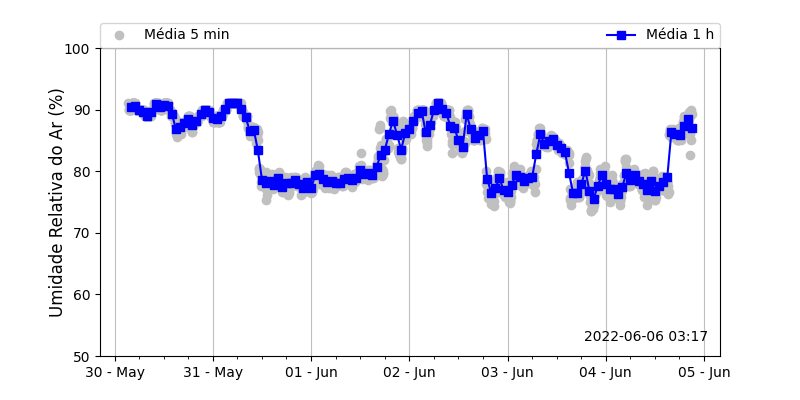 Média 5 min
Média 1 h
Umidade Relativa do Ar (%)
100
90
80
70
60
50
2022-06-06 03:17
30 - May
31 - May
01 - Jun
02 - Jun
03 - Jun
04 - Jun
05 - Jun